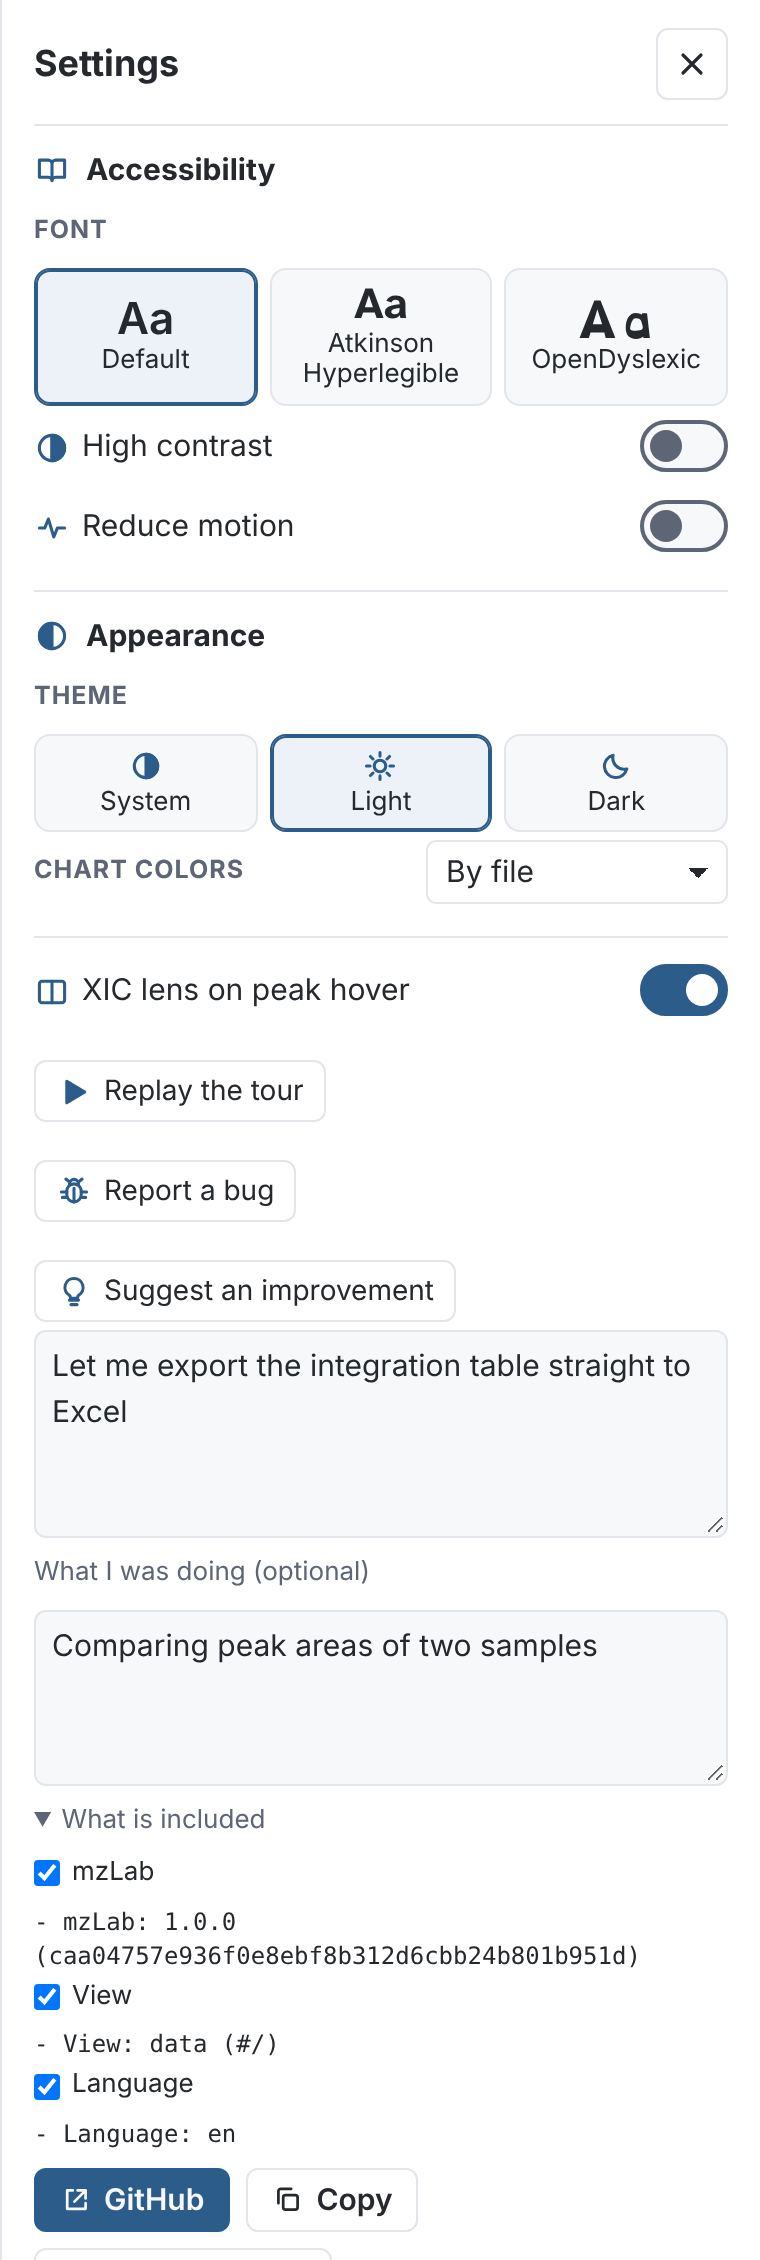 Settings
Accessibility
FONT
Aa
Default
Aa
Atkinson
Hyperlegible
Aa
OpenDyslexic
High contrast
Reduce motion
Appearance
THEME
System
Light
Dark
CHART COLORS
By file
XIC lens on peak hover
Replay the tour
Report a bug
Suggest an improvement
Let me export the integration table straight to
Excel
What I was doing (optional)
Comparing peak areas of two samples
What is included
mzLab
- mzLab: 1.0.0
(caa04757e936f0e8ebf8b312d6cbb24b801b951d)
View
- View: data (#/)
Language
- Language: en
GitHub
Copy